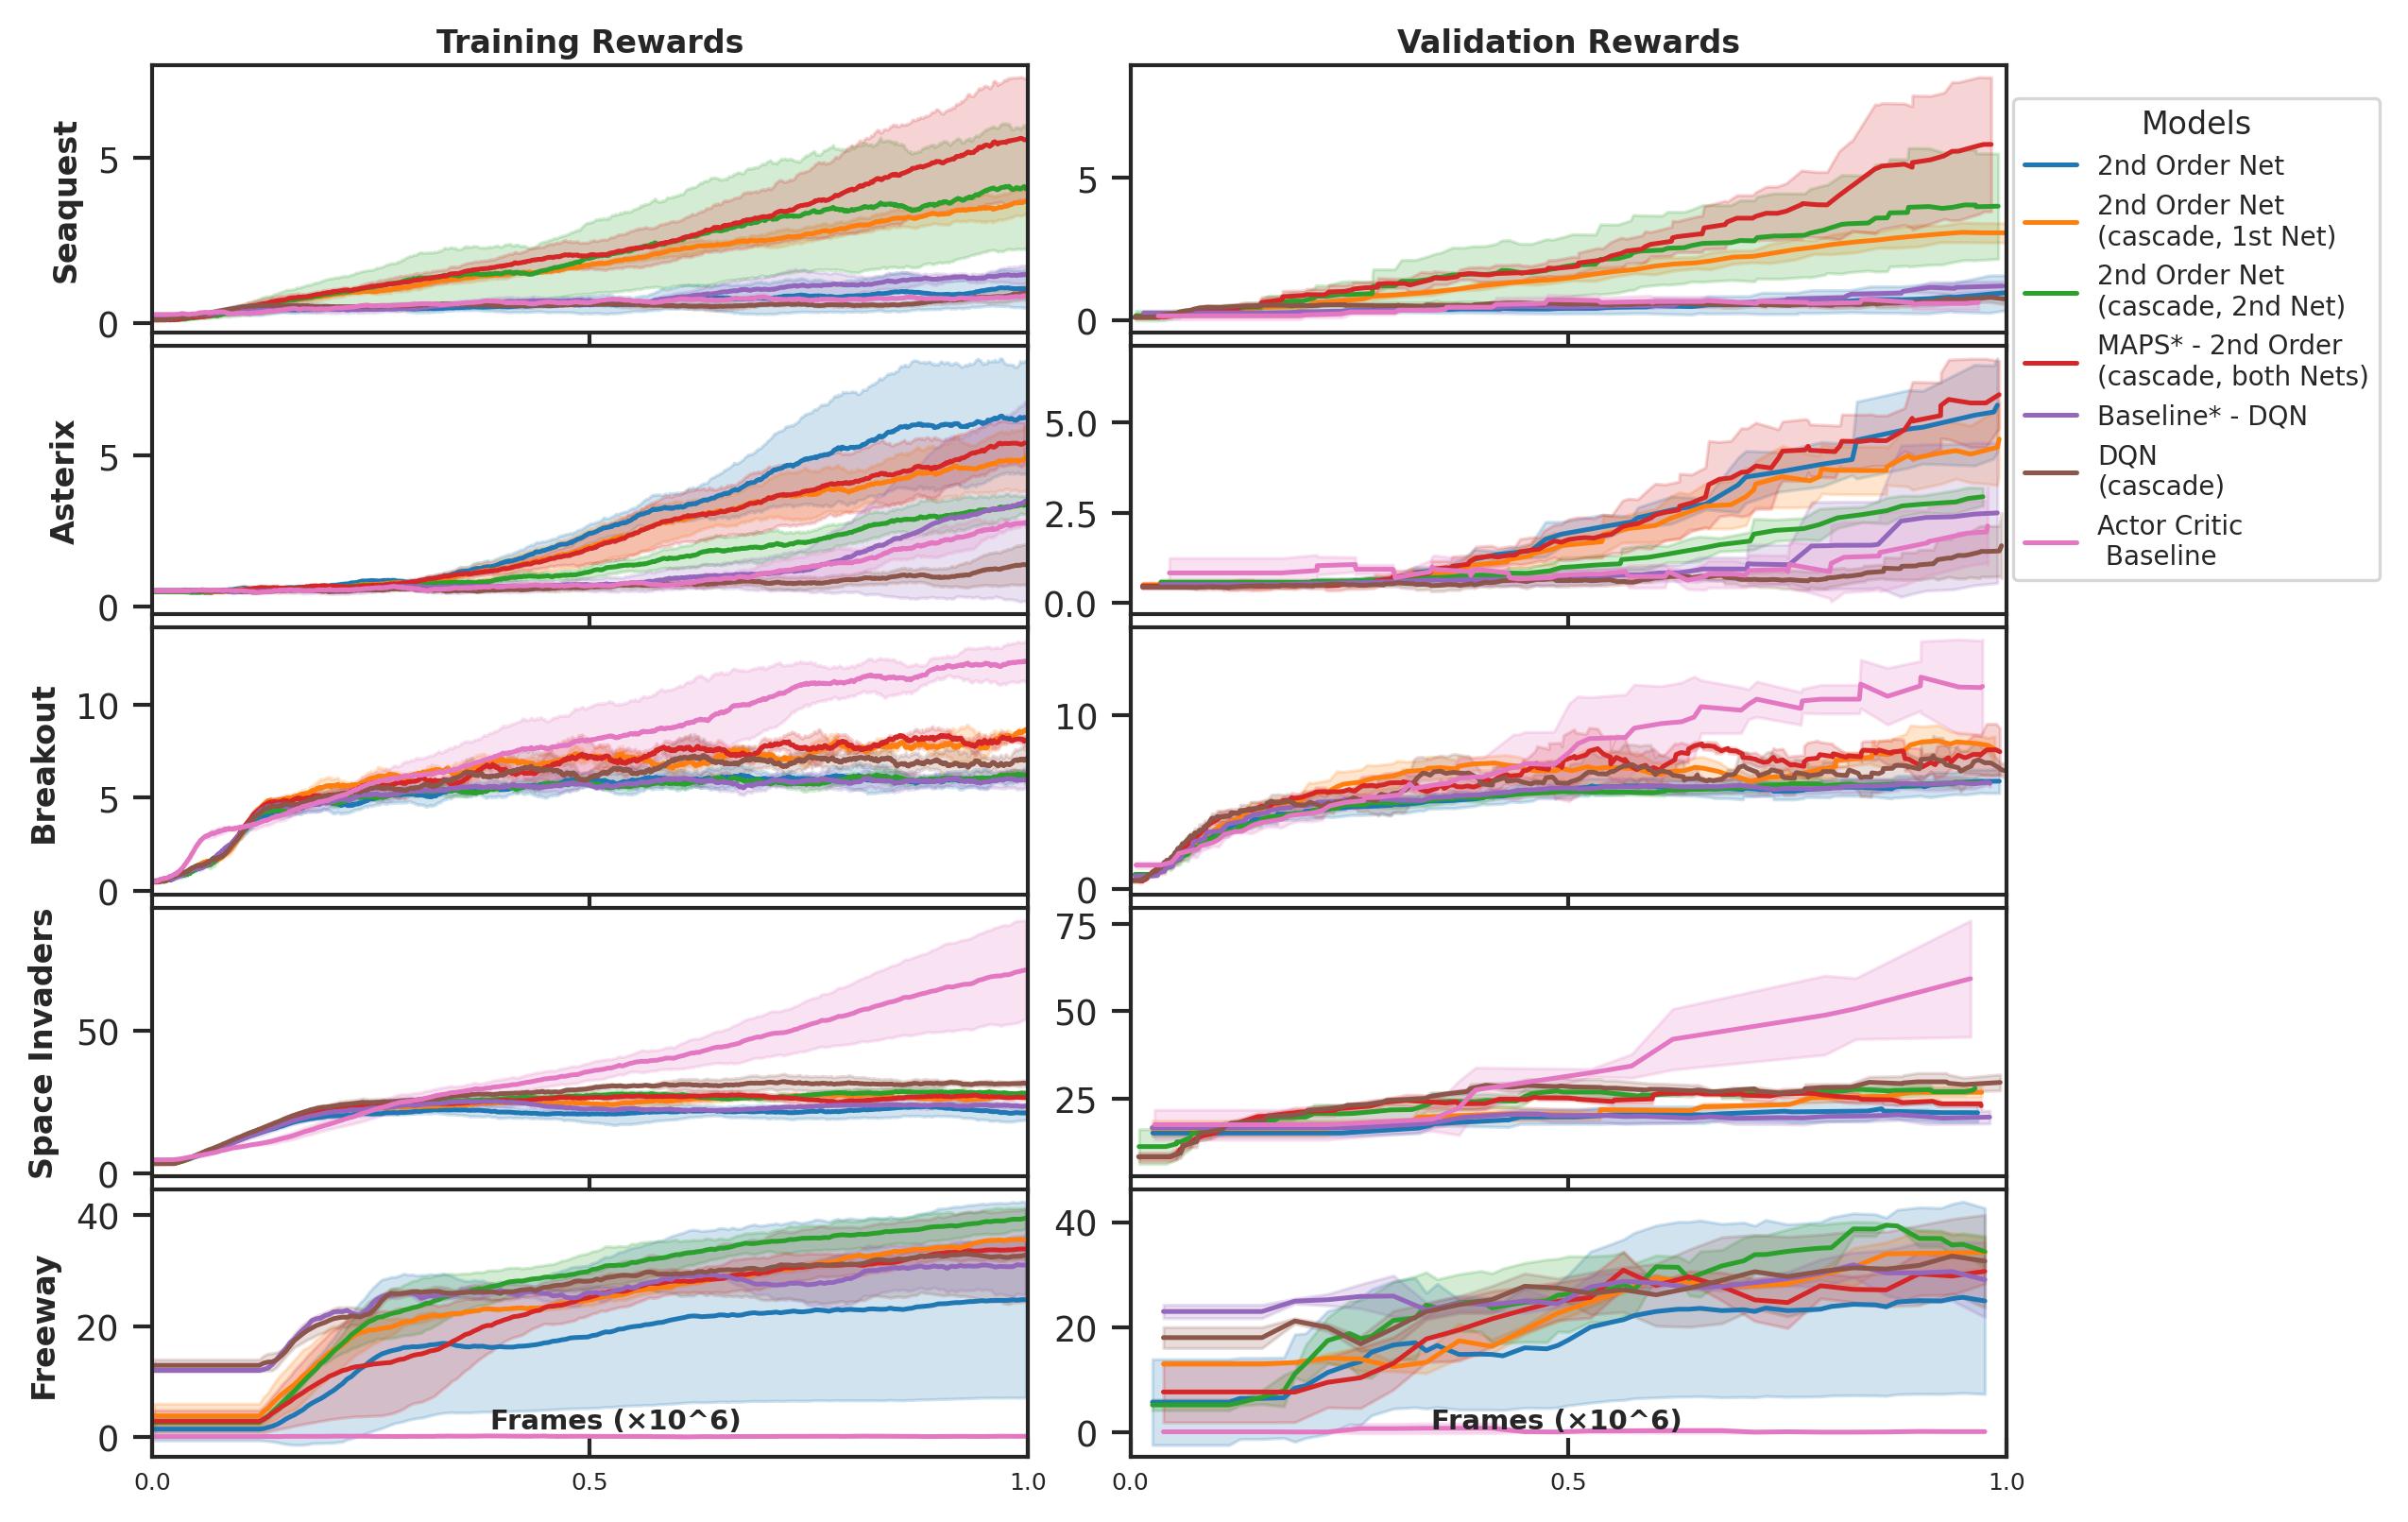 Training Rewards
Validation Rewards
Seaquest
5
0
5
0
Models
2nd Order Net
2nd Order Net
(cascade, 1st Net)
2nd Order Net
(cascade, 2nd Net)
MAPS* - 2nd Order
(cascade, both Nets)
Baseline* - DQN
DQN
(cascade)
Actor Critic
Baseline
Asterix
5
0
5.0
2.5
0.0
Breakout
10
5
0
10
0
Space Invaders
50
0
75
50
25
Freeway
40
20
0
Frames (×10^6)
0.0
0.5
1.0
40
20
0
Frames (×10^6)
0.0
0.5
1.0